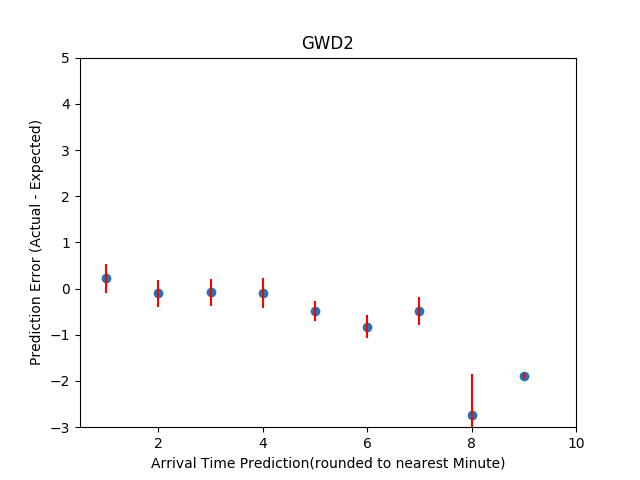 GWD2
5
4
3
2
1
0
−1
−2
−3
Prediction Error (Actual - Expected)
2 4 6 8 10
Arrival Time Prediction(rounded to nearest Minute)